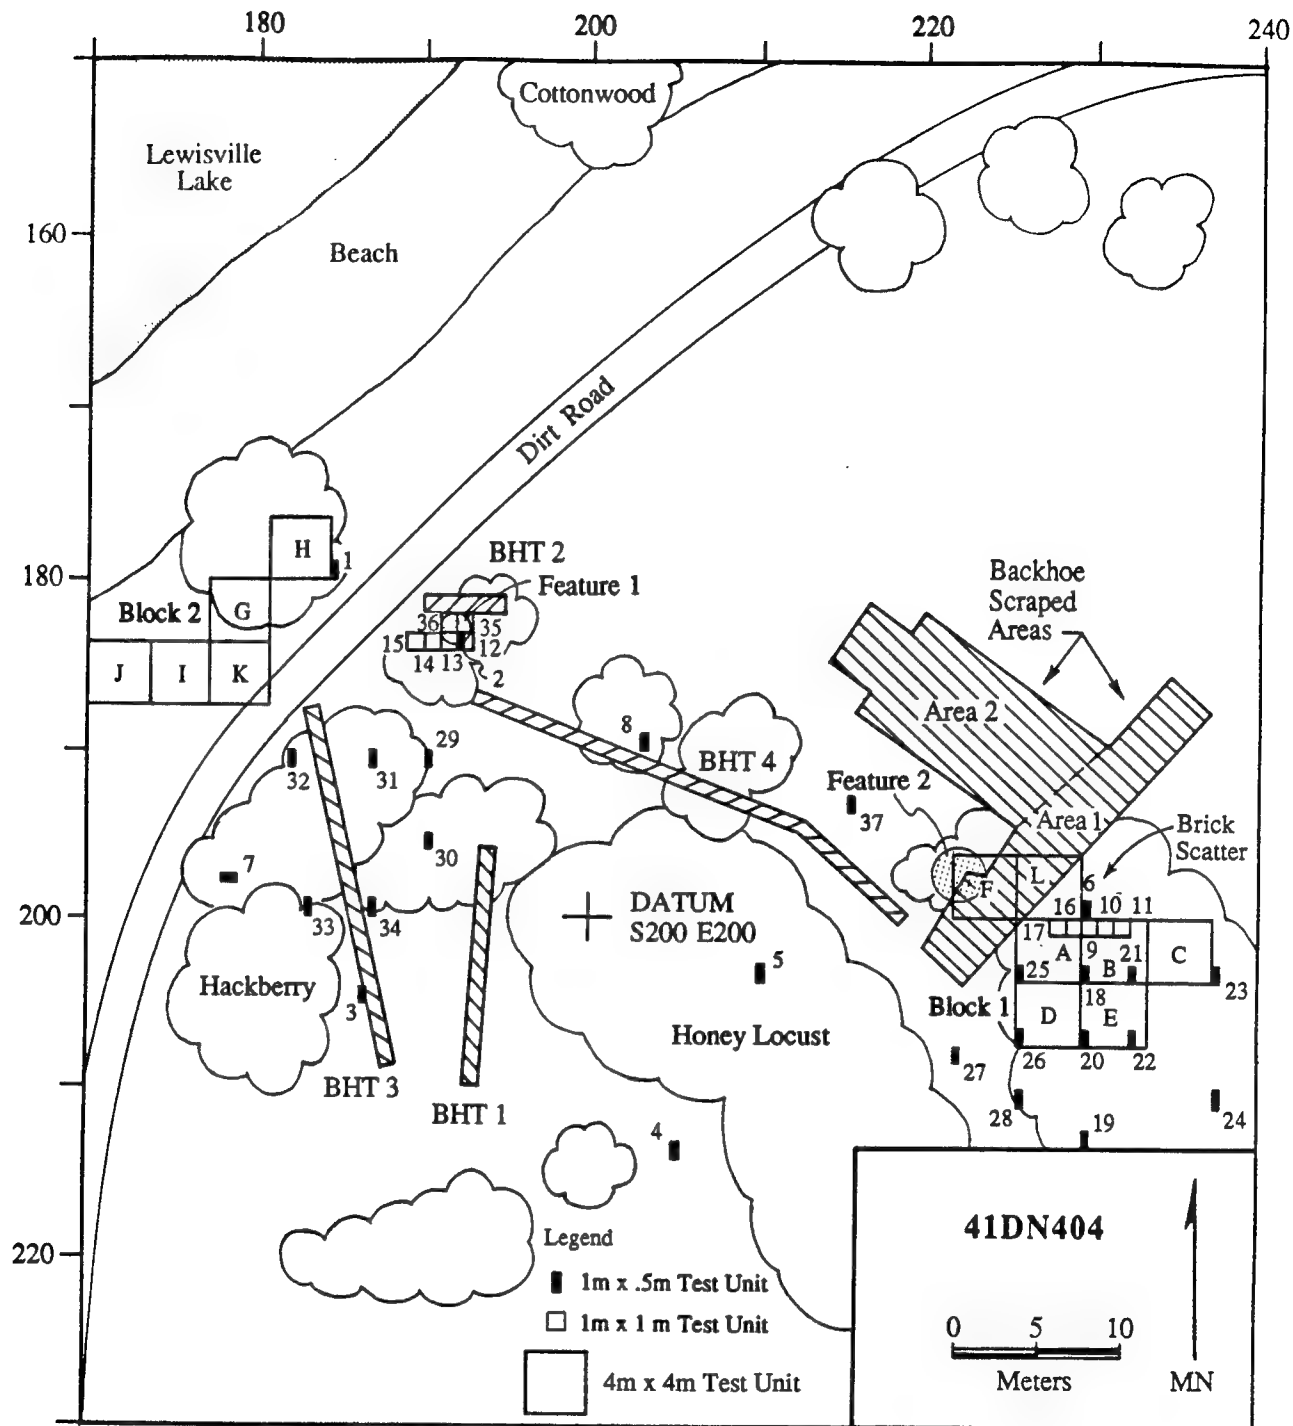 180
200
220
240
Cottonwood
Lewisville
Lake
160
Beach
Dirt Road
H
1
BHT 2
180
Feature 1
Backhoe
Scraped
Areas
Block 2
G
36
35
15
12
14
13
2
J
I
K
Area 2
29
8
BHT 4
32
31
Feature 2
37
Area 1
Brick
Scatter
30
7
F
L
6
200
DATUM
S200 E200
16
10
11
17
33
34
A
9
21
C
5
25
B
23
Hackberry
3
Block 1
18
D
E
Honey Locust
26
20
22
27
BHT 3
BHT 1
28
19
24
4
41DN404
220
Legend
1m x .5m Test Unit
1m x 1 m Test Unit
4m x 4m Test Unit
0
5
10
Meters
MN